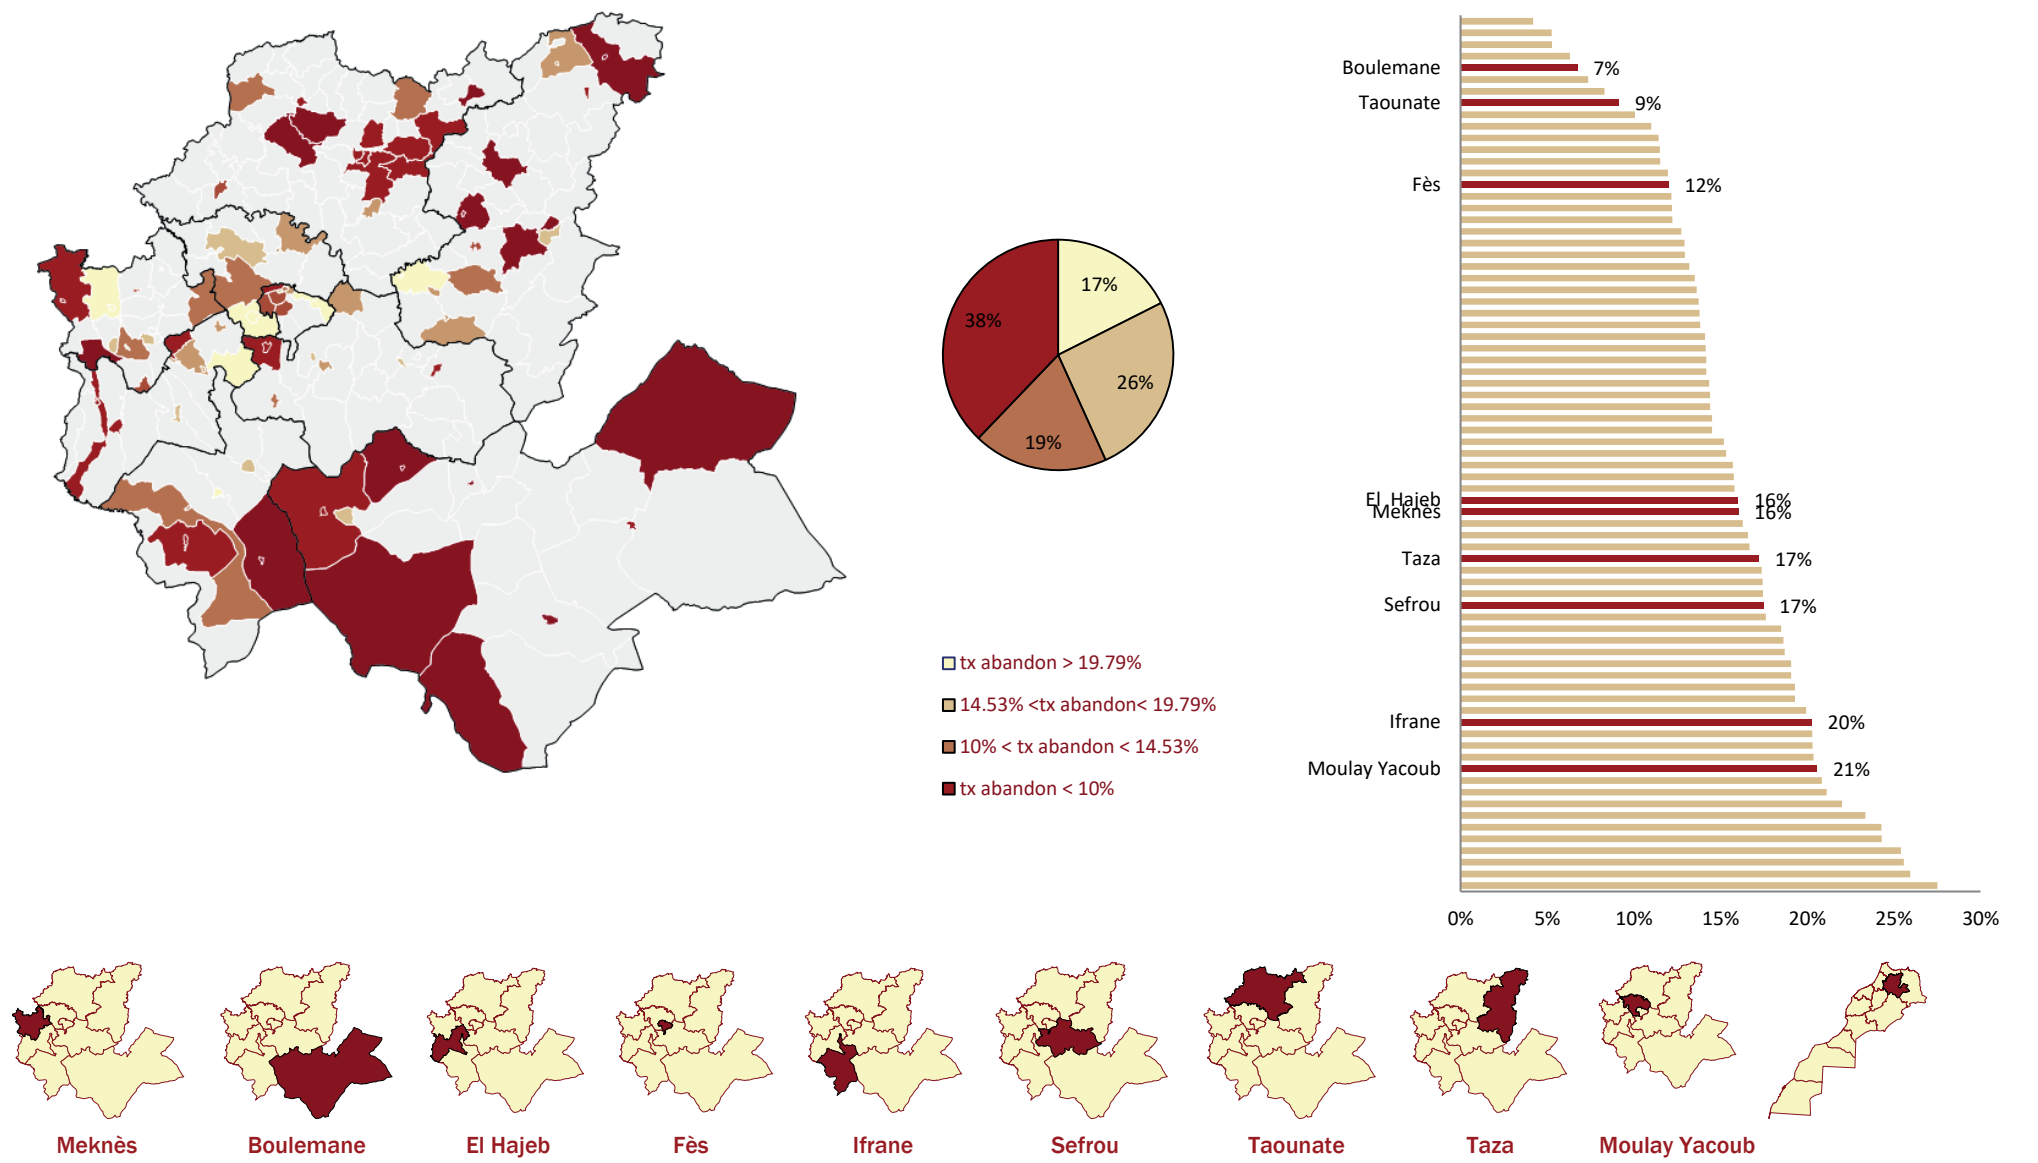 Boulemane 7%
Taounate 9%
Fès 12%
El Hajeb 16%
Meknès 16%
Taza 17%
Sefrou 17%
Ifrane 20%
Moulay Yacoub 21%
0% 5% 10% 15% 20% 25% 30%
17%
38%
26%
19%
tx abandon > 19.79%
14.53% <tx abandon< 19.79%
10% < tx abandon < 14.53%
tx abandon < 10%
Meknès Boulemane El Hajeb Fès Ifrane Sefrou Taounate Taza Moulay Yacoub